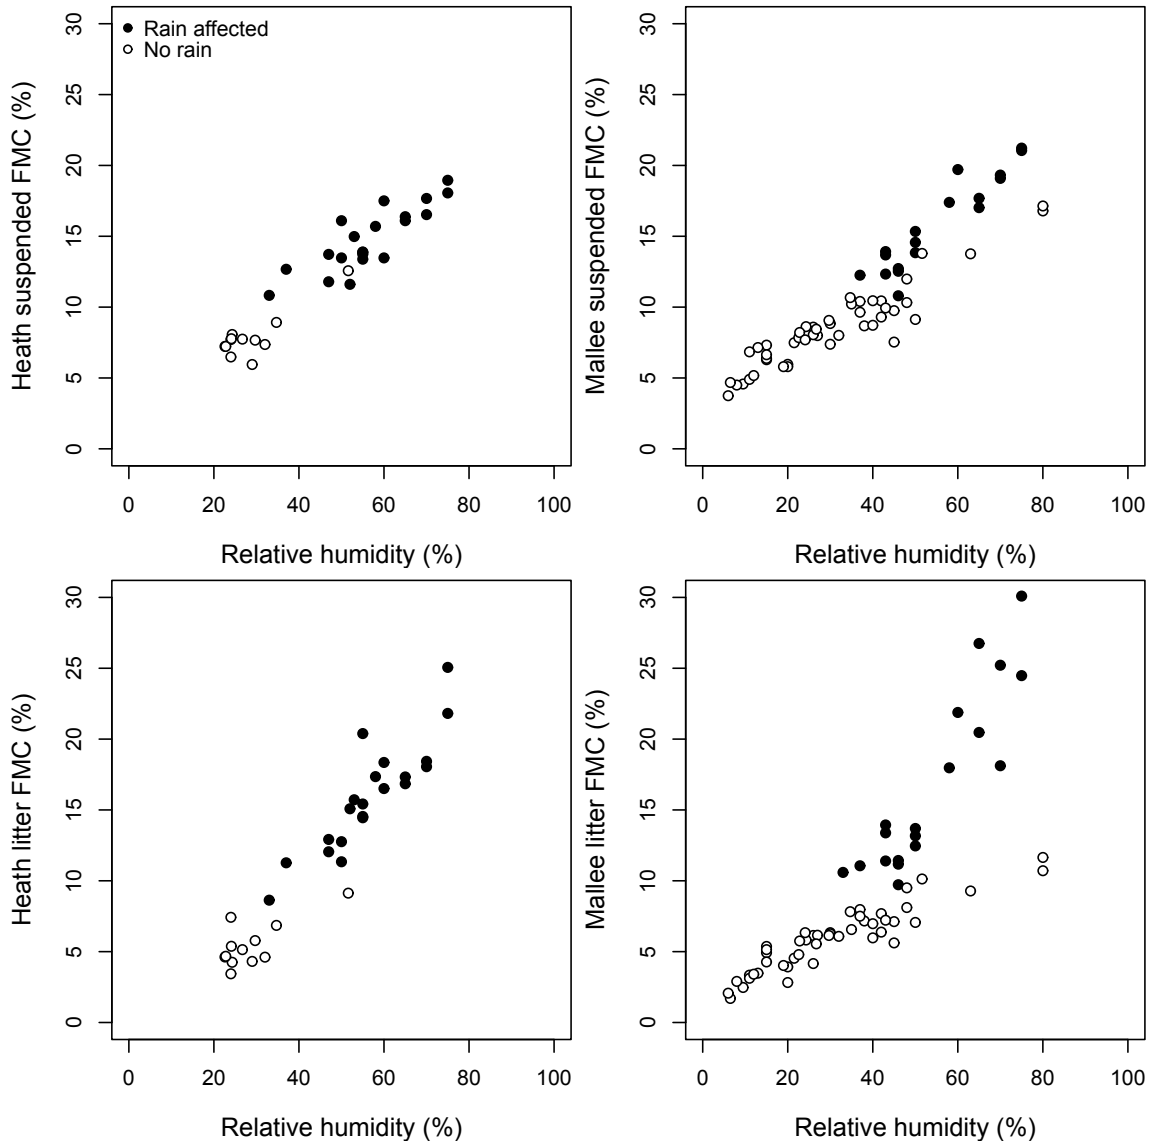 Rain affected
No rain
Heath suspended FMC (%)
0 5 10 15 20 25 30
0 20 40 60 80 100
Relative humidity (%)
Mallee suspended FMC (%)
0 5 10 15 20 25 30
0 20 40 60 80 100
Relative humidity (%)
Heath litter FMC (%)
0 5 10 15 20 25 30
0 20 40 60 80 100
Relative humidity (%)
Mallee litter FMC (%)
0 5 10 15 20 25 30
0 20 40 60 80 100
Relative humidity (%)